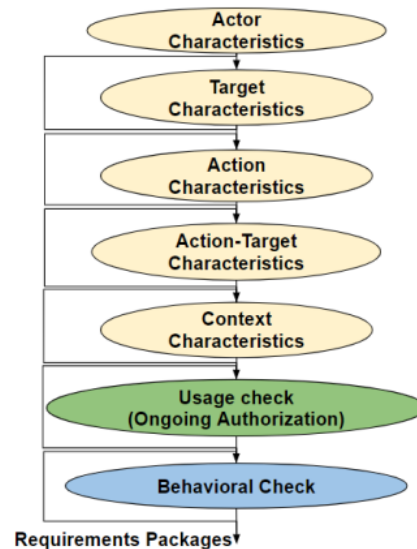 Actor
Characteristics
Target
Characteristics
Action
Characteristics
Action-Target
Characteristics
Context
Characteristics
Usage check
(Ongoing Authorization)
Behavioral Check
Requirements Packages